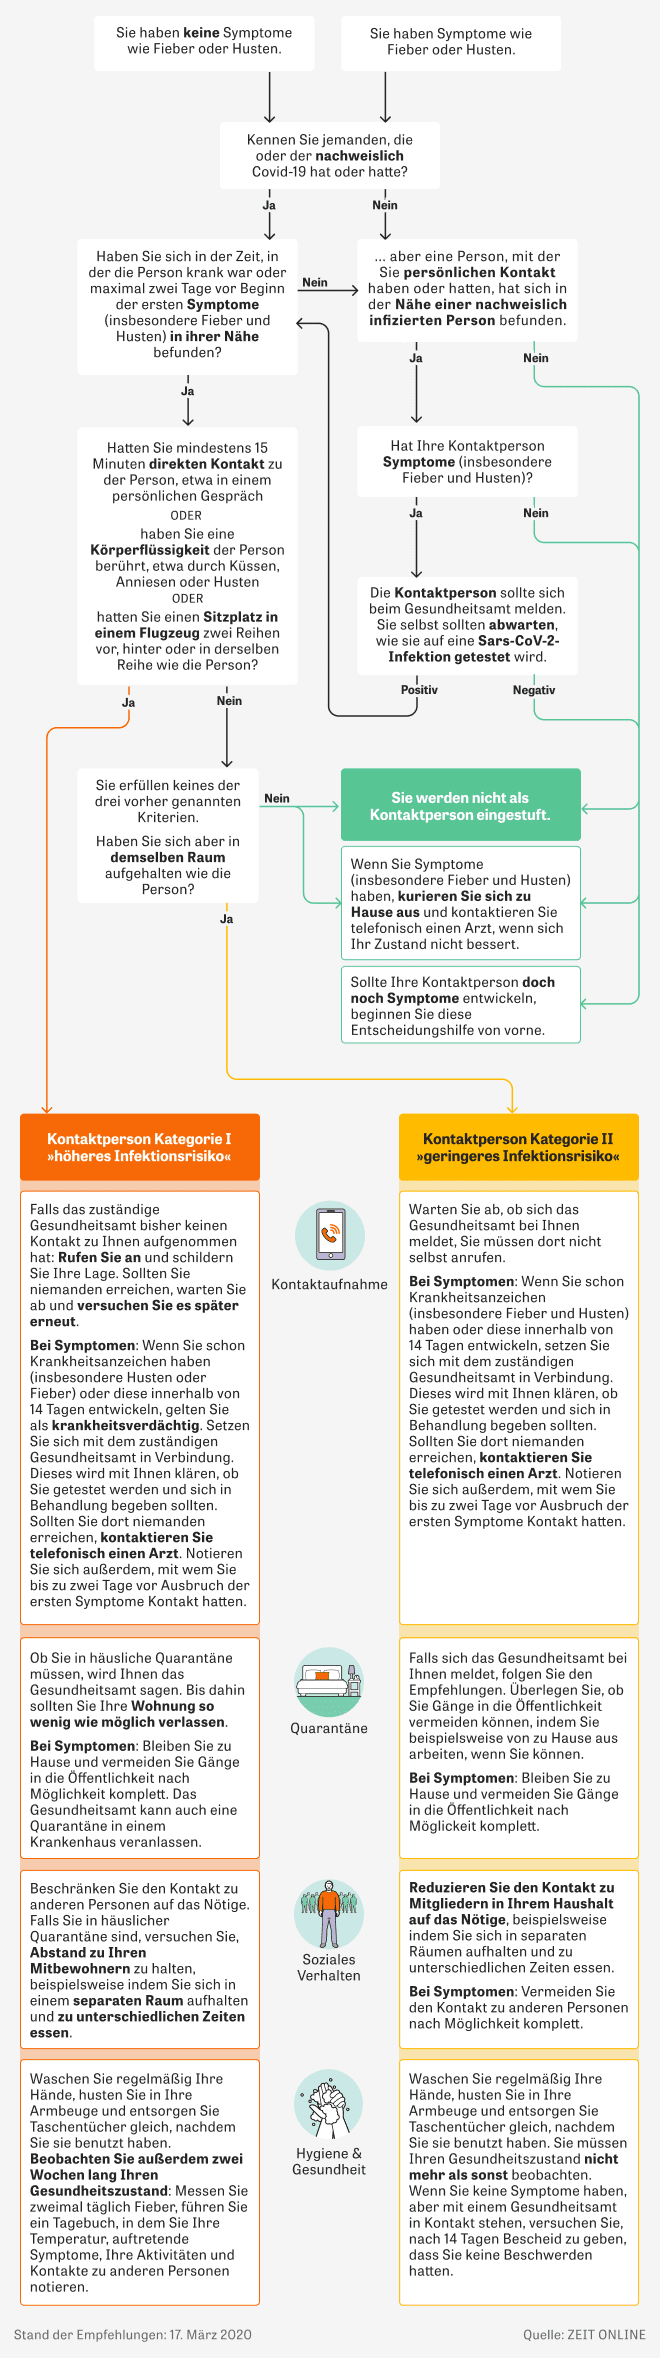 Sie haben keine Symptome
wie Fieber oder Husten.
Sie haben Symptome wie
Fieber oder Husten.
Kennen Sie jemanden, die
oder der nachweislich
Covid-19 hat oder hatte?
Ja
Nein
Haben Sie sich in der Zeit, in
der die Person krank war oder
maximal zwei Tage vor Beginn
der ersten Symptome
(insbesondere Fieber und
Husten) in ihrer Nähe
befunden?
Nein
... aber eine Person, mit der
Sie persönlichen Kontakt
haben oder hatten, hat sich in
der Nähe einer nachweislich
infizierten Person befunden.
Ja
Nein
Ja
Hatten Sie mindestens 15
Minuten direkten Kontakt zu
der Person, etwa in einem
persönlichen Gespräch
ODER
haben Sie eine
Körperflüssigkeit der Person
berührt, etwa durch Küssen,
Anniesen oder Husten
ODER
hatten Sie einen Sitzplatz in
einem Flugzeug zwei Reihen
vor, hinter oder in derselben
Reihe wie die Person?
Hat Ihre Kontaktperson
Symptome (insbesondere
Fieber und Husten)?
Ja
Nein
Die Kontaktperson sollte sich
beim Gesundheitsamt melden.
Sie selbst sollten abwarten,
wie sie auf eine Sars-CoV-2-
Infektion getestet wird.
Positiv
Negativ
Ja
Nein
Sie erfüllen keines der
drei vorher genannten
Kriterien.
Haben Sie sich aber in
demselben Raum
aufgehalten wie die
Person?
Nein
Ja
Sie werden nicht als
Kontaktperson eingestuft.
Wenn Sie Symptome
(insbesondere Fieber und Husten)
haben, kurieren Sie sich zu
Hause aus und kontaktieren Sie
telefonisch einen Arzt, wenn sich
Ihr Zustand nicht bessert.
Sollte Ihre Kontaktperson doch
noch Symptome entwickeln,
beginnen Sie diese
Entscheidungshilfe von vorne.
Kontaktperson Kategorie I
»höheres Infektionsrisiko«
Kontaktperson Kategorie II
»geringeres Infektionsrisiko«
Falls das zuständige
Gesundheitsamt bisher keinen
Kontakt zu Ihnen aufgenommen
hat: Rufen Sie an und schildern
Sie Ihre Lage. Sollten Sie
niemanden erreichen, warten Sie
ab und versuchen Sie es später
erneut.
Bei Symptomen: Wenn Sie schon
Krankheitsanzeichen haben
(insbesondere Husten oder
Fieber) oder diese innerhalb von
14 Tagen entwickeln, gelten Sie
als krankheitsverdächtig. Setzen
Sie sich mit dem zuständigen
Gesundheitsamt in Verbindung.
Dieses wird mit Ihnen klären, ob
Sie getestet werden und sich in
Behandlung begeben sollten.
Sollten Sie dort niemanden
erreichen, kontaktieren Sie
telefonisch einen Arzt. Notieren
Sie sich außerdem, mit wem Sie
bis zu zwei Tage vor Ausbruch der
ersten Symptome Kontakt hatten.
Kontaktaufnahme
Warten Sie ab, ob sich das
Gesundheitsamt bei Ihnen
meldet, Sie müssen dort nicht
selbst anrufen.
Bei Symptomen: Wenn Sie schon
Krankheitsanzeichen
(insbesondere Fieber und Husten)
haben oder diese innerhalb von
14 Tagen entwickeln, setzen Sie
sich mit dem zuständigen
Gesundheitsamt in Verbindung.
Dieses wird mit Ihnen klären, ob
Sie getestet werden und sich in
Behandlung begeben sollten.
Sollten Sie dort niemanden
erreichen, kontaktieren Sie
telefonisch einen Arzt. Notieren
Sie sich außerdem, mit wem Sie
bis zu zwei Tage vor Ausbruch der
ersten Symptome Kontakt hatten.
Ob Sie in häusliche Quarantäne
müssen, wird Ihnen das
Gesundheitsamt sagen. Bis dahin
sollten Sie Ihre Wohnung so
wenig wie möglich verlassen.
Bei Symptomen: Bleiben Sie zu
Hause und vermeiden Sie Gänge
in die Öffentlichkeit nach
Möglichkeit komplett. Das
Gesundheitsamt kann auch eine
Quarantäne in einem
Krankenhaus veranlassen.
Quarantäne
Falls sich das Gesundheitsamt bei
Ihnen meldet, folgen Sie den
Empfehlungen. Überlegen Sie, ob
Sie Gänge in die Öffentlichkeit
vermeiden können, indem Sie
beispielsweise von zu Hause aus
arbeiten, wenn Sie können.
Bei Symptomen: Bleiben Sie zu
Hause und vermeiden Sie Gänge
in die Öffentlichkeit nach
Möglickeit komplett.
Beschränken Sie den Kontakt zu
anderen Personen auf das Nötige.
Falls Sie in häuslicher
Quarantäne sind, versuchen Sie,
Abstand zu Ihren
Mitbewohnern zu halten,
beispielsweise indem Sie sich in
einem separaten Raum aufhalten
und zu unterschiedlichen Zeiten
essen.
Soziales
Verhalten
Reduzieren Sie den Kontakt zu
Mitgliedern in Ihrem Haushalt
auf das Nötige, beispielsweise
indem Sie sich in separaten
Räumen aufhalten und zu
unterschiedlichen Zeiten essen.
Bei Symptomen: Vermeiden Sie
den Kontakt zu anderen Personen
nach Möglichkeit komplett.
Waschen Sie regelmäßig Ihre
Hände, husten Sie in Ihre
Armbeuge und entsorgen Sie
Taschentücher gleich, nachdem
Sie sie benutzt haben.
Beobachten Sie außerdem zwei
Wochen lang Ihren
Gesundheitszustand: Messen Sie
zweimal täglich Fieber, führen Sie
ein Tagebuch, in dem Sie Ihre
Temperatur, auftretende
Symptome, Ihre Aktivitäten und
Kontakte zu anderen Personen
notieren.
Hygiene &
Gesundheit
Waschen Sie regelmäßig Ihre
Hände, husten Sie in Ihre
Armbeuge und entsorgen Sie
Taschentücher gleich, nachdem
Sie sie benutzt haben. Sie müssen
Ihren Gesundheitszustand nicht
mehr als sonst beobachten.
Wenn Sie keine Symptome haben,
aber mit einem Gesundheitsamt
in Kontakt stehen, versuchen Sie,
nach 14 Tagen Bescheid zu geben,
dass Sie keine Beschwerden
hatten.
Stand der Empfehlungen: 17. März 2020
Quelle: ZEIT ONLINE